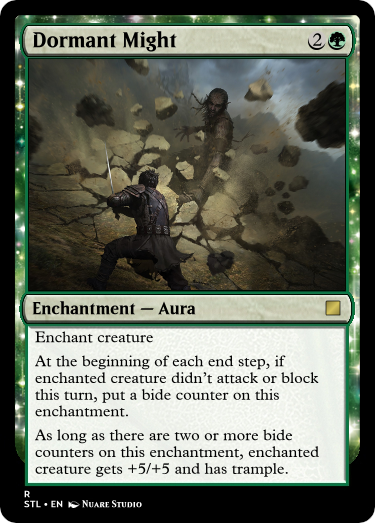 Dormant Might 2
Enchantment — Aura
Enchant creature
At the beginning of each end step, if
enchanted creature didn't attack or block
this turn, put a bide counter on this
enchantment.
As long as there are two or more bide
counters on this enchantment, enchanted
creature gets +5/+5 and has trample.
R
STL • EN Nuare Studio